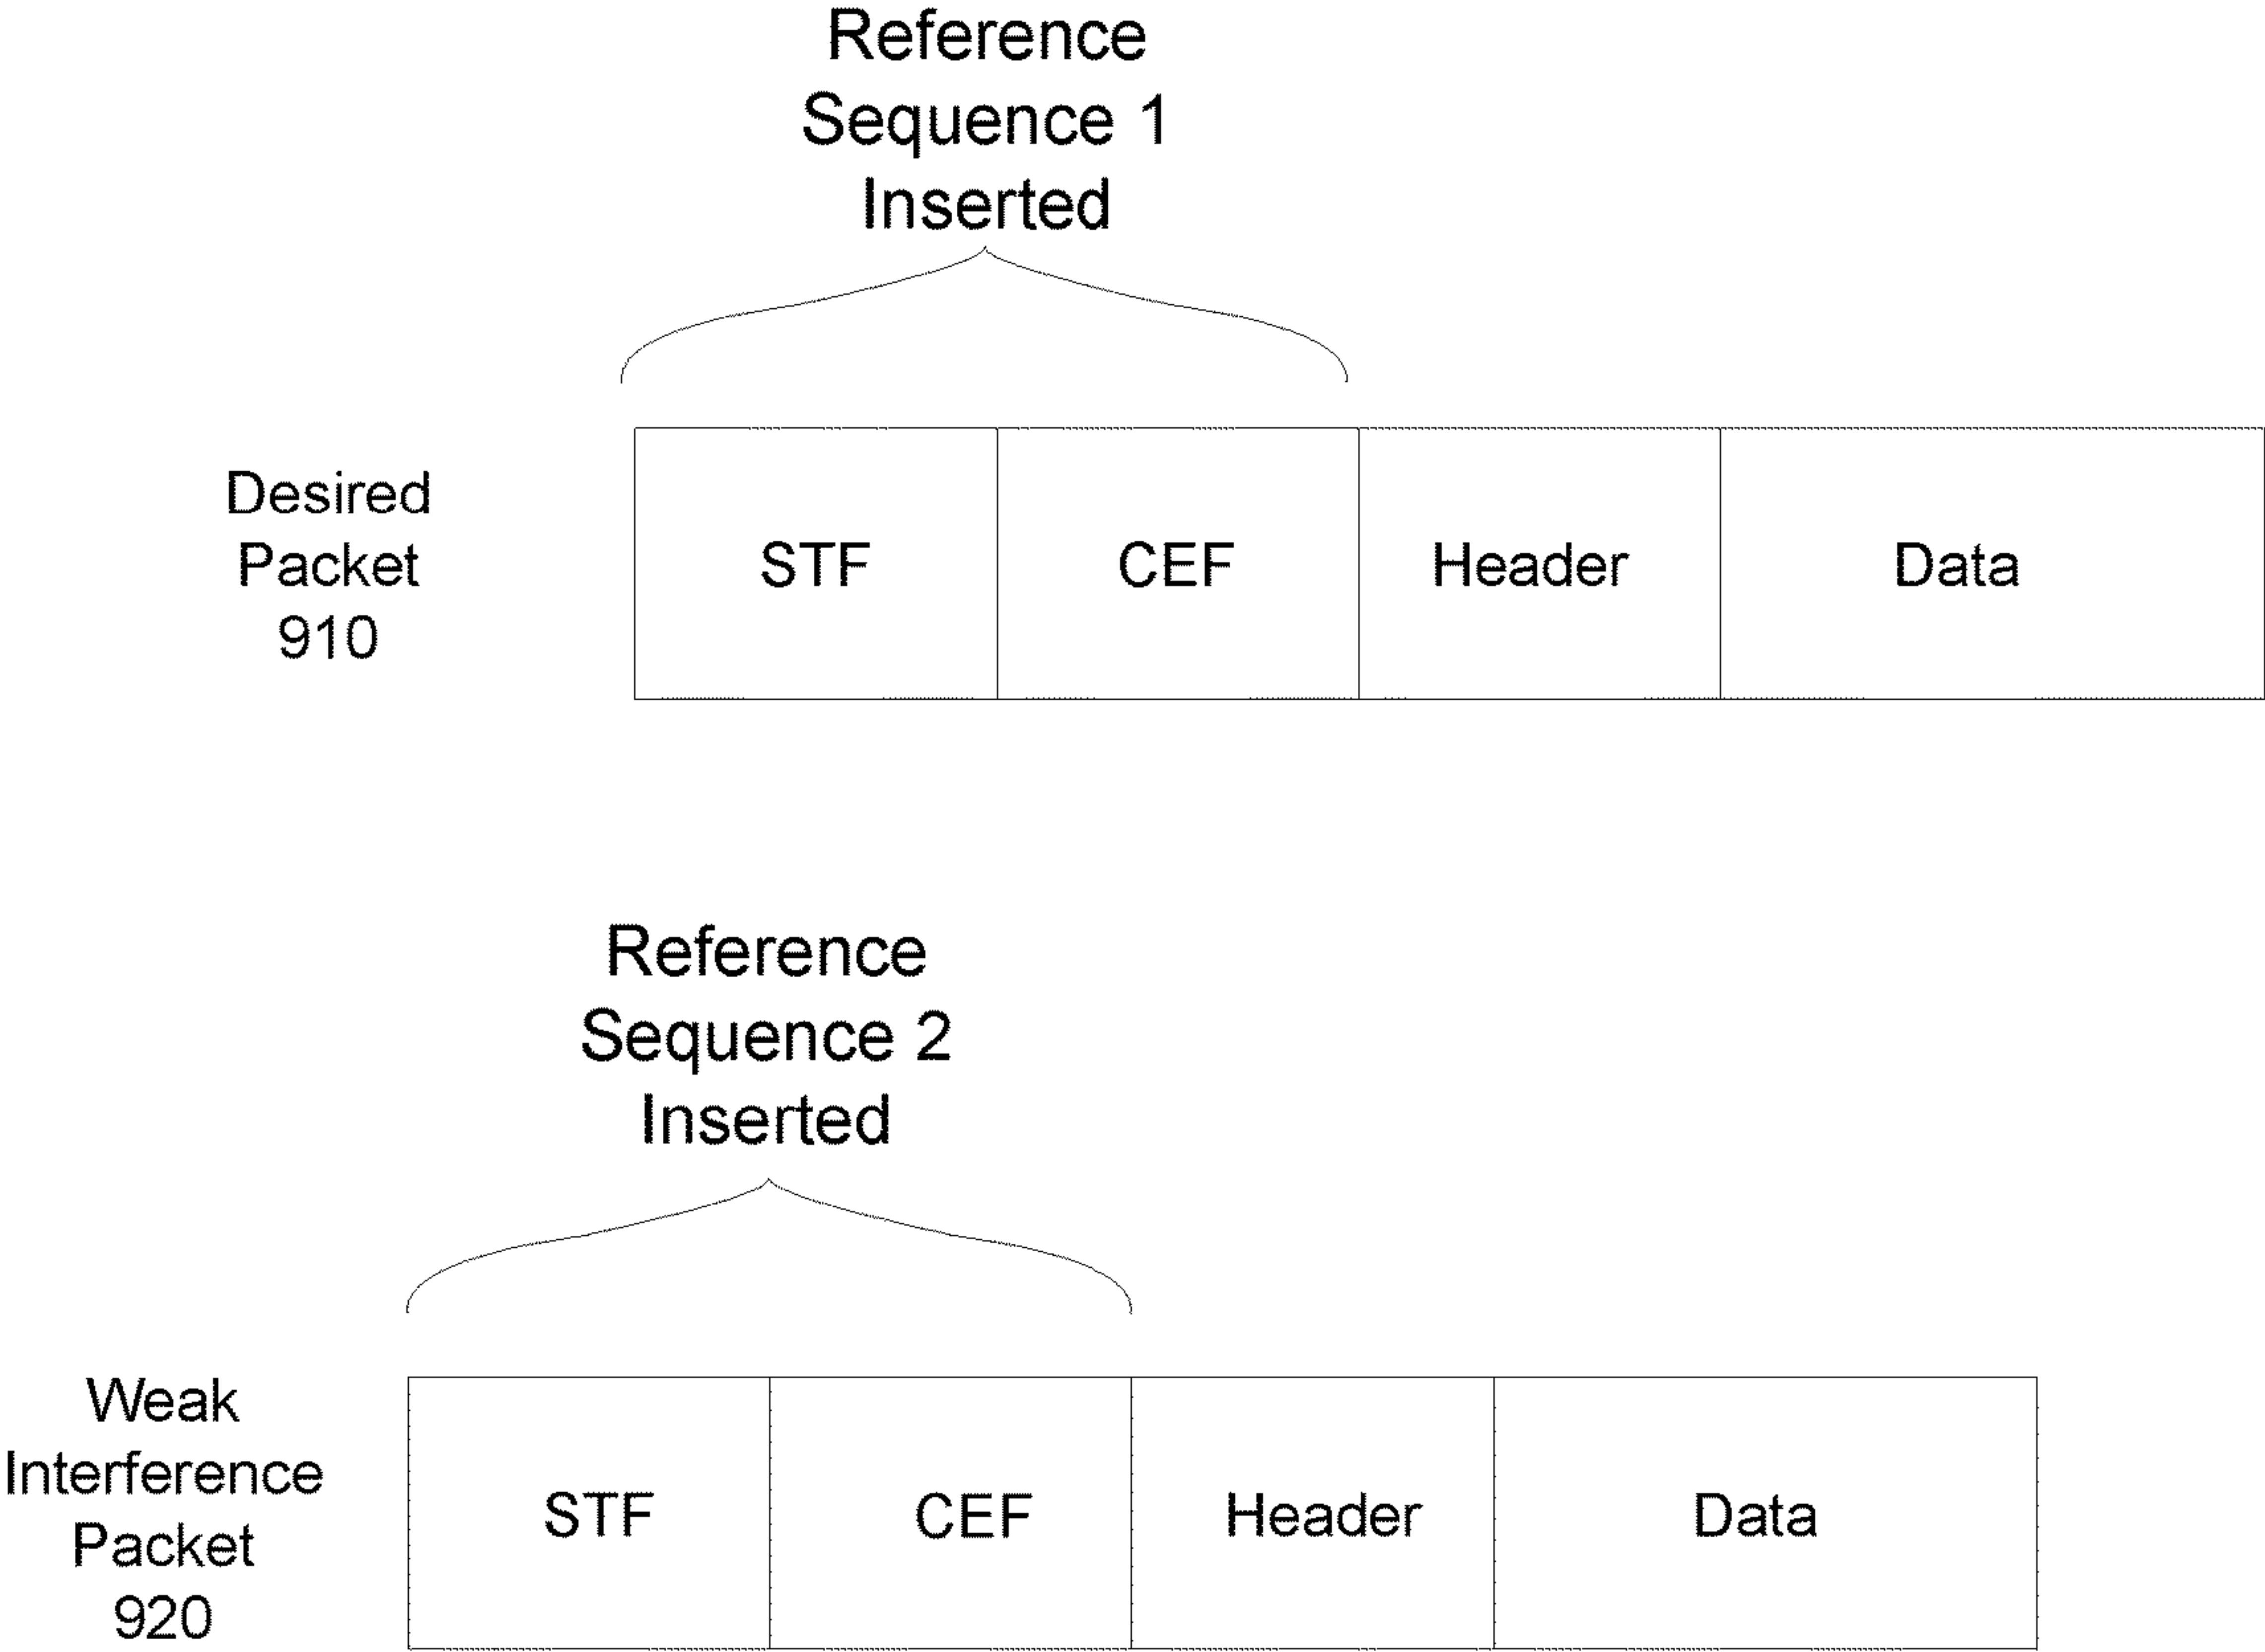 Reference
Sequence 1
Inserted
Desired
Packet
910
STF
CEF
Header
Data
Reference
Sequence 2
Inserted
Weak
Interference
Packet
920
STF
CEF
Header
Data